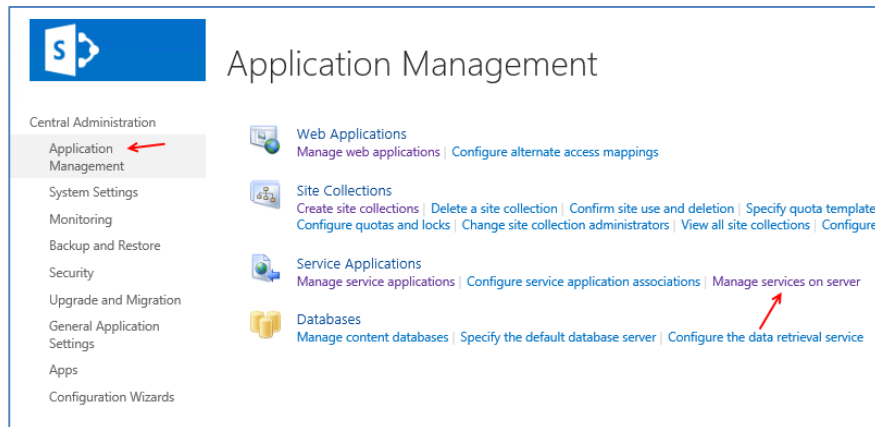 S
Application Management
Central Administration
Application
Management
System Settings
Monitoring
Backup and Restore
Security
Upgrade and Migration
General Application
Settings
Apps
Configuration Wizards
Web Applications
Manage web applications | Configure alternate access mappings
Site Collections
Create site collections | Delete a site collection | Confirm site use and deletion | Specify quota template
Configure quotas and locks | Change site collection administrators | View all site collections | Configure
Service Applications
Manage service applications | Configure service application associations | Manage services on server
Databases
Manage content databases | Specify the default database server | Configure the data retrieval service